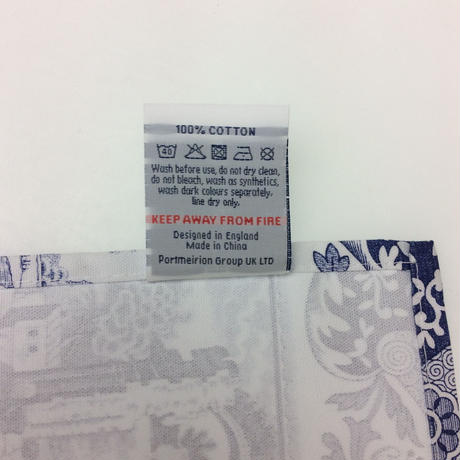 100% COTTON
40
Wash before use, do not dry clean,
do not bleach, wash as synthetics,
wash dark colours separately,
line dry only.
KEEP AWAY FROM FIRE
Designed in England
Made in China
Portmeirion Group UK LTD